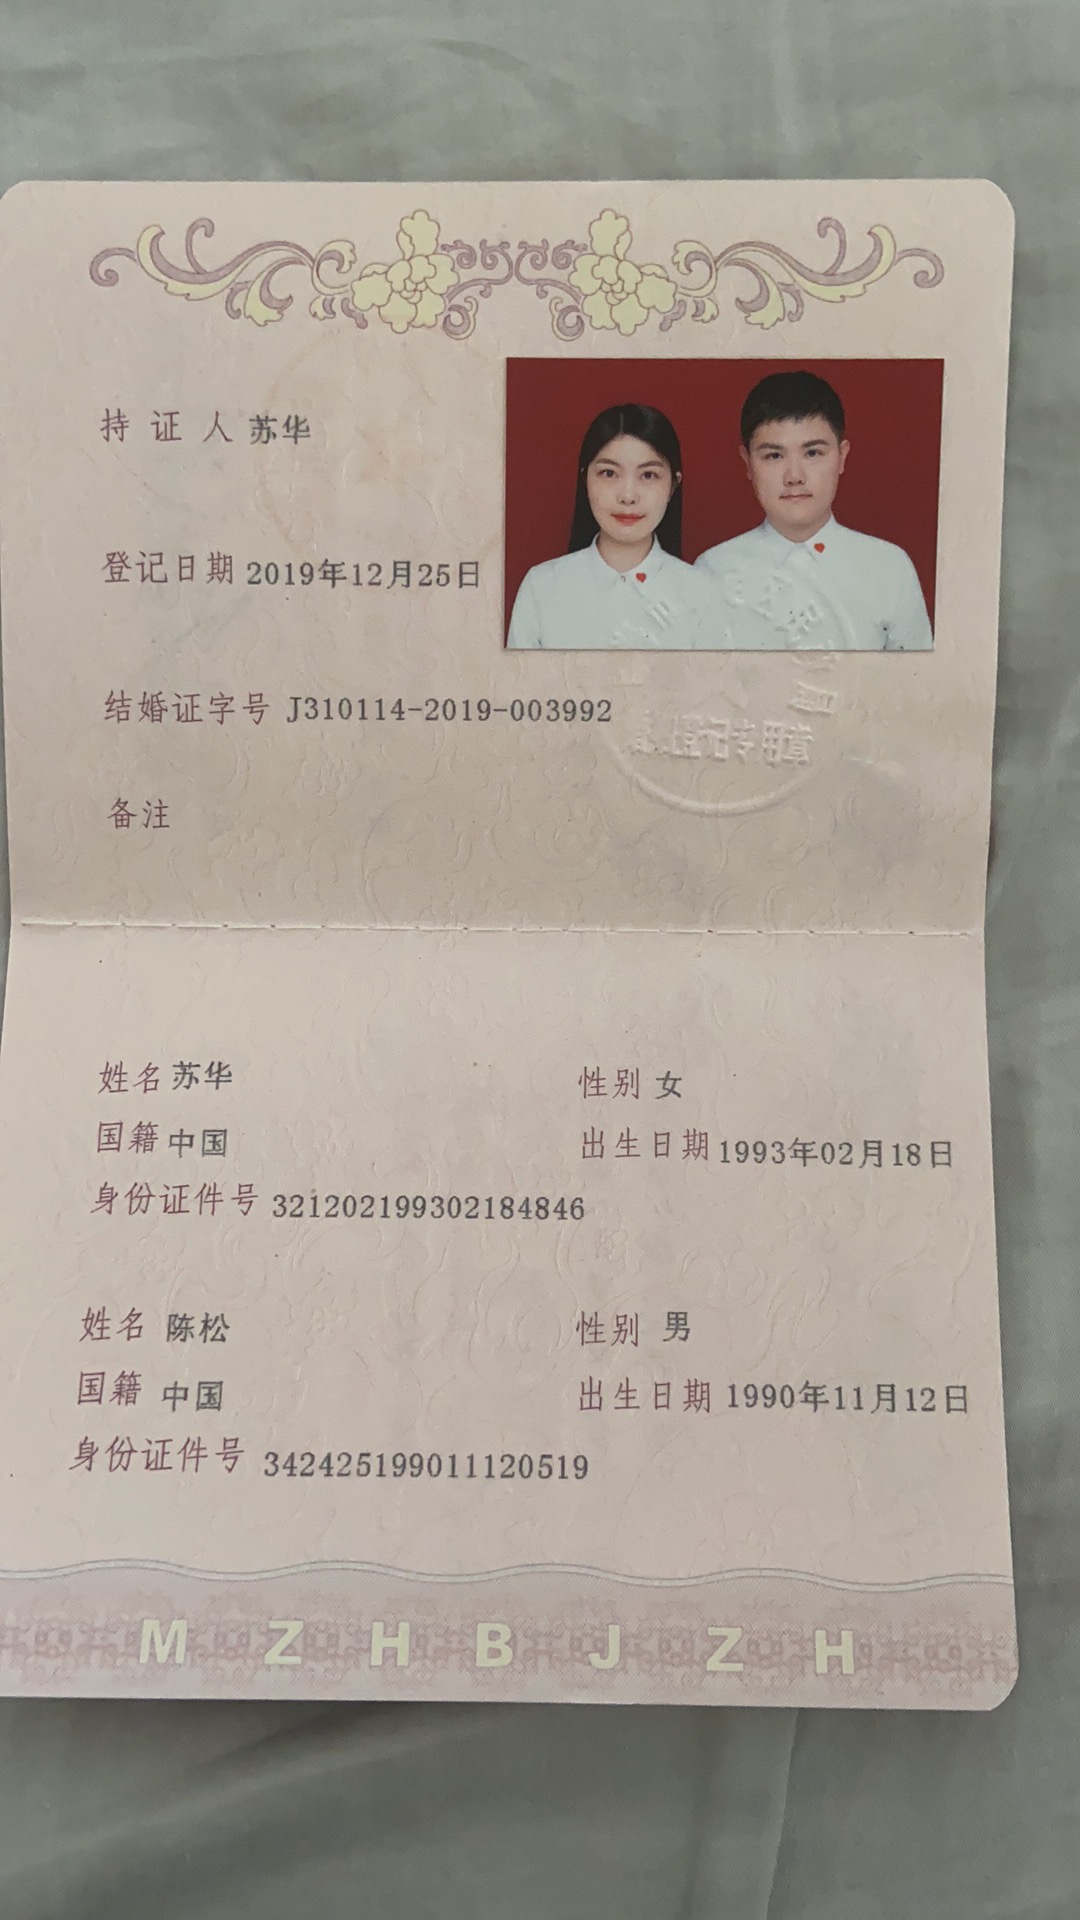 持证人 苏华
登记日期 2019年12月25日
结婚证字号 J310114-2019-003992
登记专用章
备注
姓名 苏华 性别 女
国籍 中国 出生日期 1993年02月18日
身份证件号 321202199302184846
姓名 陈松 性别 男
国籍 中国 出生日期 1990年11月12日
身份证件号 342425199011120519
MZHBJZH